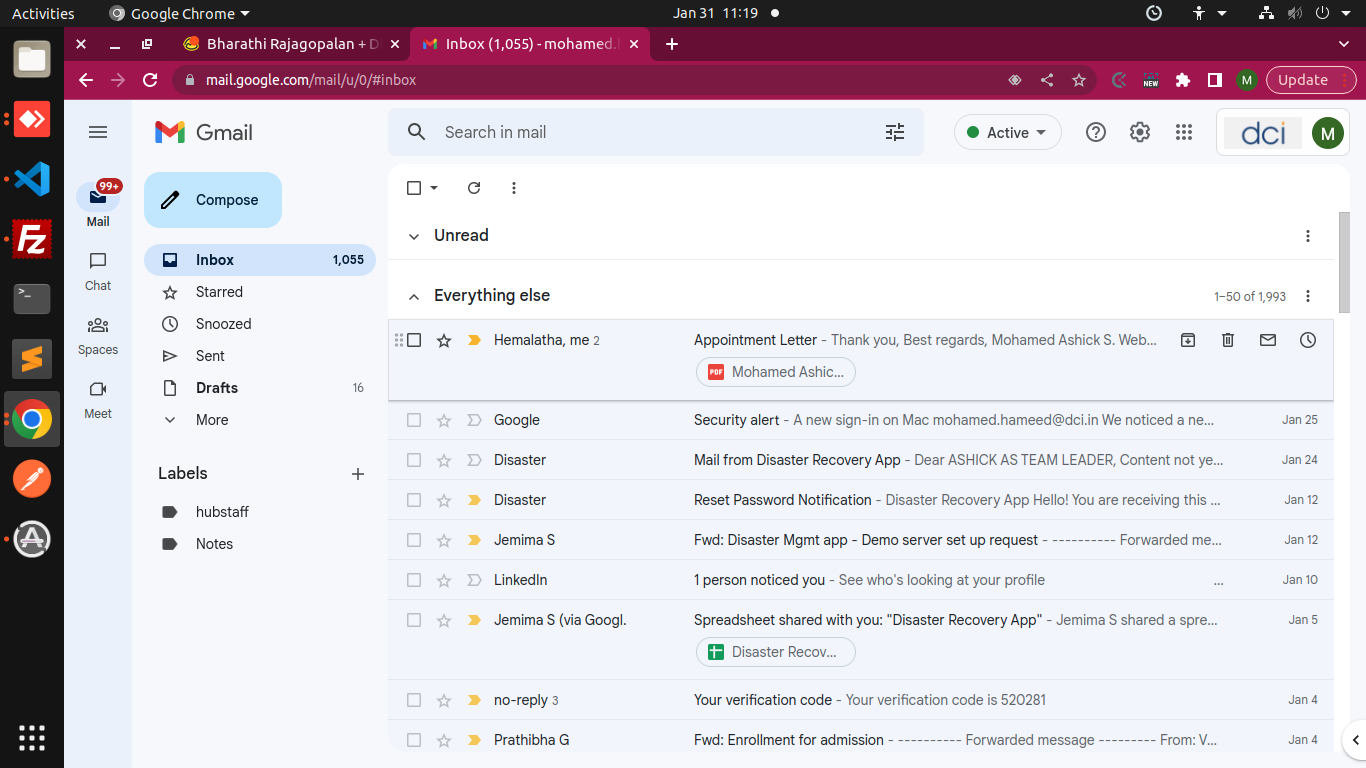 Activities
Google Chrome
Jan 31 11:19
Bharathi Rajagopalan + D
Inbox (1,055) - mohamed.
mail.google.com/mail/u/0/#inbox
NEW
M
Update
Gmail
Search in mail
Active
dci
M
99+
Mail
Chat
Spaces
Meet
Compose
Inbox 1,055
Starred
Snoozed
Sent
Drafts 16
More
Labels
hubstaff
Notes
Unread
Everything else 1–50 of 1,993
Hemalatha, me 2 Appointment Letter - Thank you, Best regards, Mohamed Ashick S. Web...
PDF Mohamed Ashic...
Google Security alert - A new sign-in on Mac mohamed.hameed@dci.in We noticed a ne... Jan 25
Disaster Mail from Disaster Recovery App - Dear ASHICK AS TEAM LEADER, Content not ye... Jan 24
Disaster Reset Password Notification - Disaster Recovery App Hello! You are receiving this ... Jan 12
Jemima S Fwd: Disaster Mgmt app - Demo server set up request - ---------- Forwarded me... Jan 12
LinkedIn 1 person noticed you - See who's looking at your profile ... Jan 10
Jemima S (via Googl. Spreadsheet shared with you: "Disaster Recovery App" - Jemima S shared a spre... Jan 5
Disaster Recov...
no-reply 3 Your verification code - Your verification code is 520281 Jan 4
Prathibha G Fwd: Enrollment for admission - ----------- Forwarded message --------- From: V... Jan 4